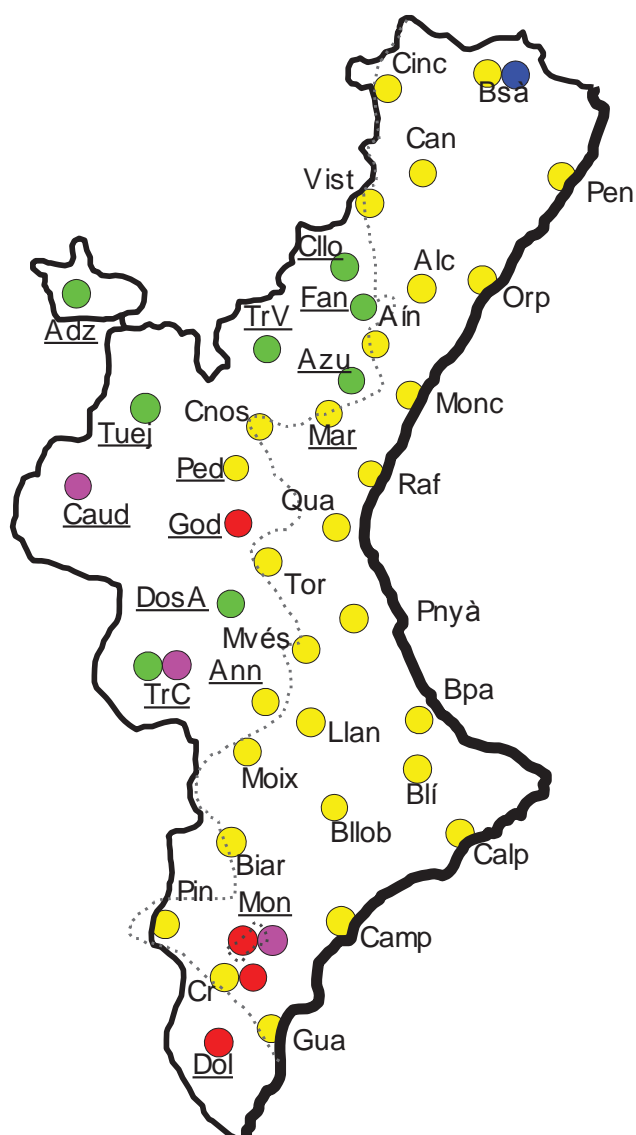 Cinc
Bsà
Can
Vist
Pen
Cllo
Alc
Fan
Orp
Adz
TrV
Aín
Azu
Monc
Cnos
Mar
Tuej
Ped
Raf
Caud
Qua
God
Tor
DosA
Pnyà
Mvés
Ann
TrC
Bpa
Llan
Moix
Blí
Bllob
Calp
Biar
Pin
Mon
Camp
Cr
Gua
Dol